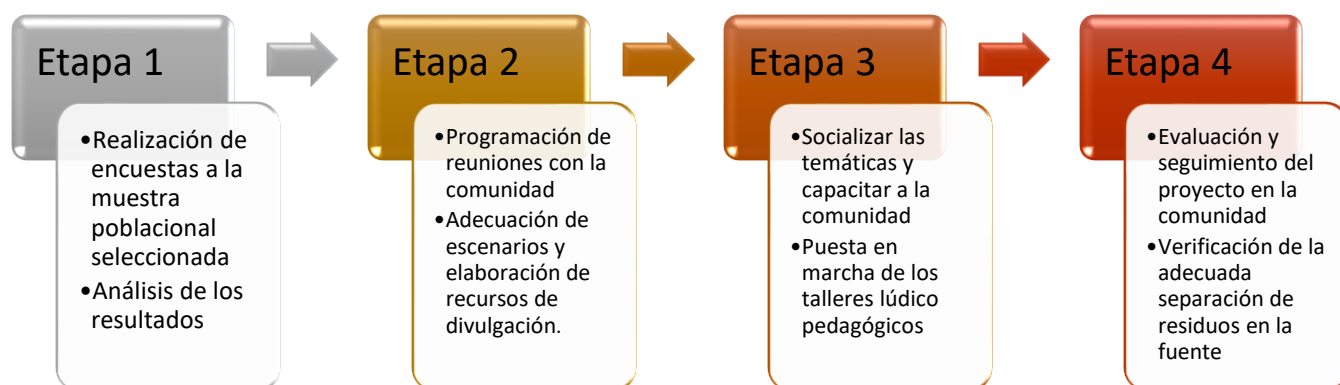 Etapa 1
•Realización de
encuestas a la
muestra
poblacional
seleccionada
•Análisis de los
resultados
Etapa 2
•Programación de
reuniones con la
comunidad
•Adecuación de
escenarios y
elaboración de
recursos de
divulgación.
Etapa 3
•Socializar las
temáticas y
capacitar a la
comunidad
•Puesta en
marcha de los
talleres lúdico
pedagógicos
Etapa 4
•Evaluación y
seguimiento del
proyecto en la
comunidad
•Verificación de la
adecuada
separación de
residuos en la
fuente